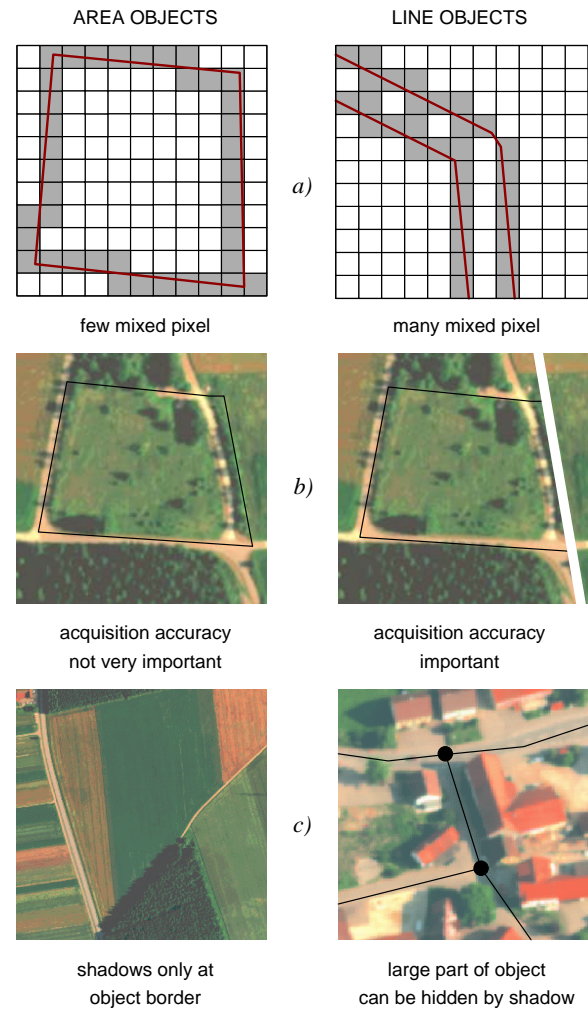 AREA OBJECTS
LINE OBJECTS
a)
few mixed pixel
many mixed pixel
b)
acquisition accuracy
not very important
acquisition accuracy
important
c)
shadows only at
object border
large part of object
can be hidden by shadow